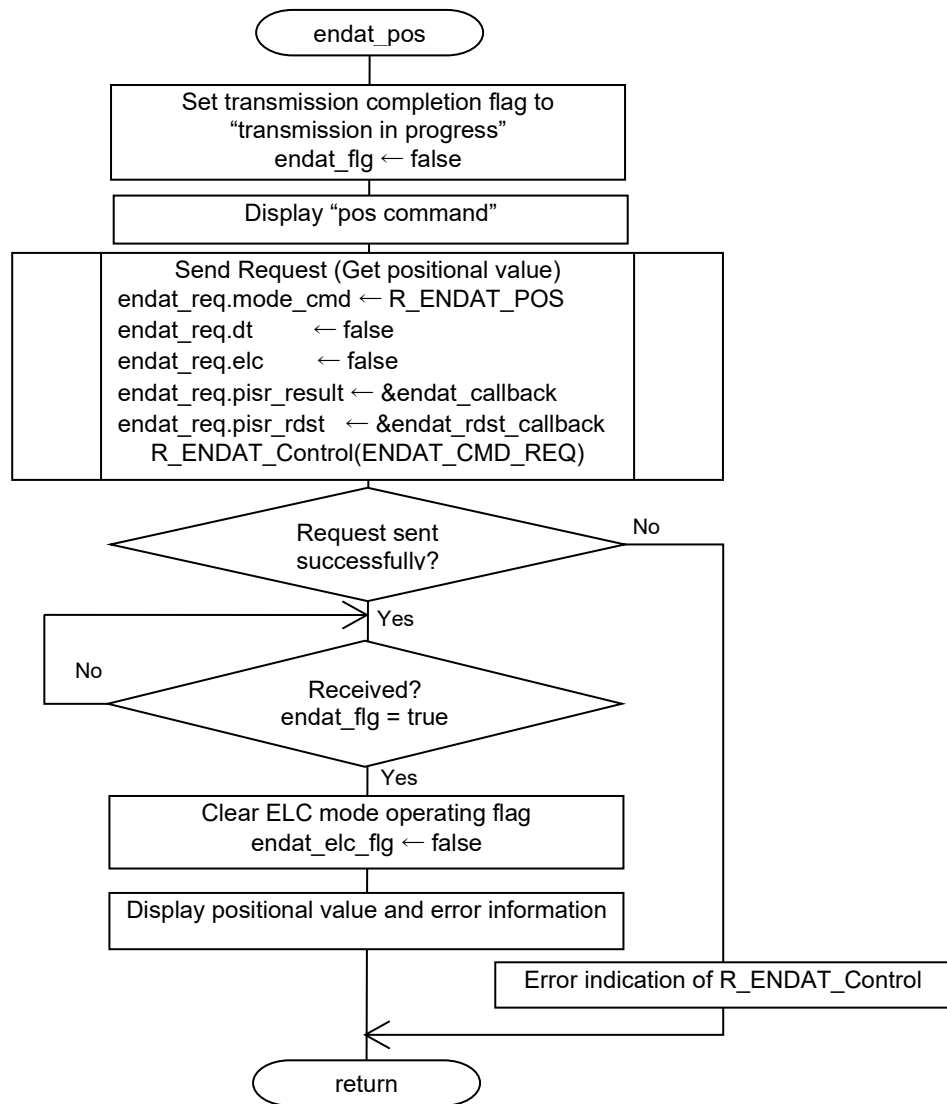 endat_pos
Set transmission completion flag to
“transmission in progress”
endat_flg ← false
Display “pos command”
Send Request (Get positional value)
endat_req.mode_cmd ← R_ENDAT_POS
endat_req.dt ← false
endat_req.elc ← false
endat_req.pisr_result ← &endat_callback
endat_req.pisr_rdst ← &endat_rdst_callback
R_ENDAT_Control(ENDAT_CMD_REQ)
Request sent
successfully?
No
Yes
No
Received?
endat_flg = true
Yes
Clear ELC mode operating flag
endat_elc_flg ← false
Display positional value and error information
Error indication of R_ENDAT_Control
return